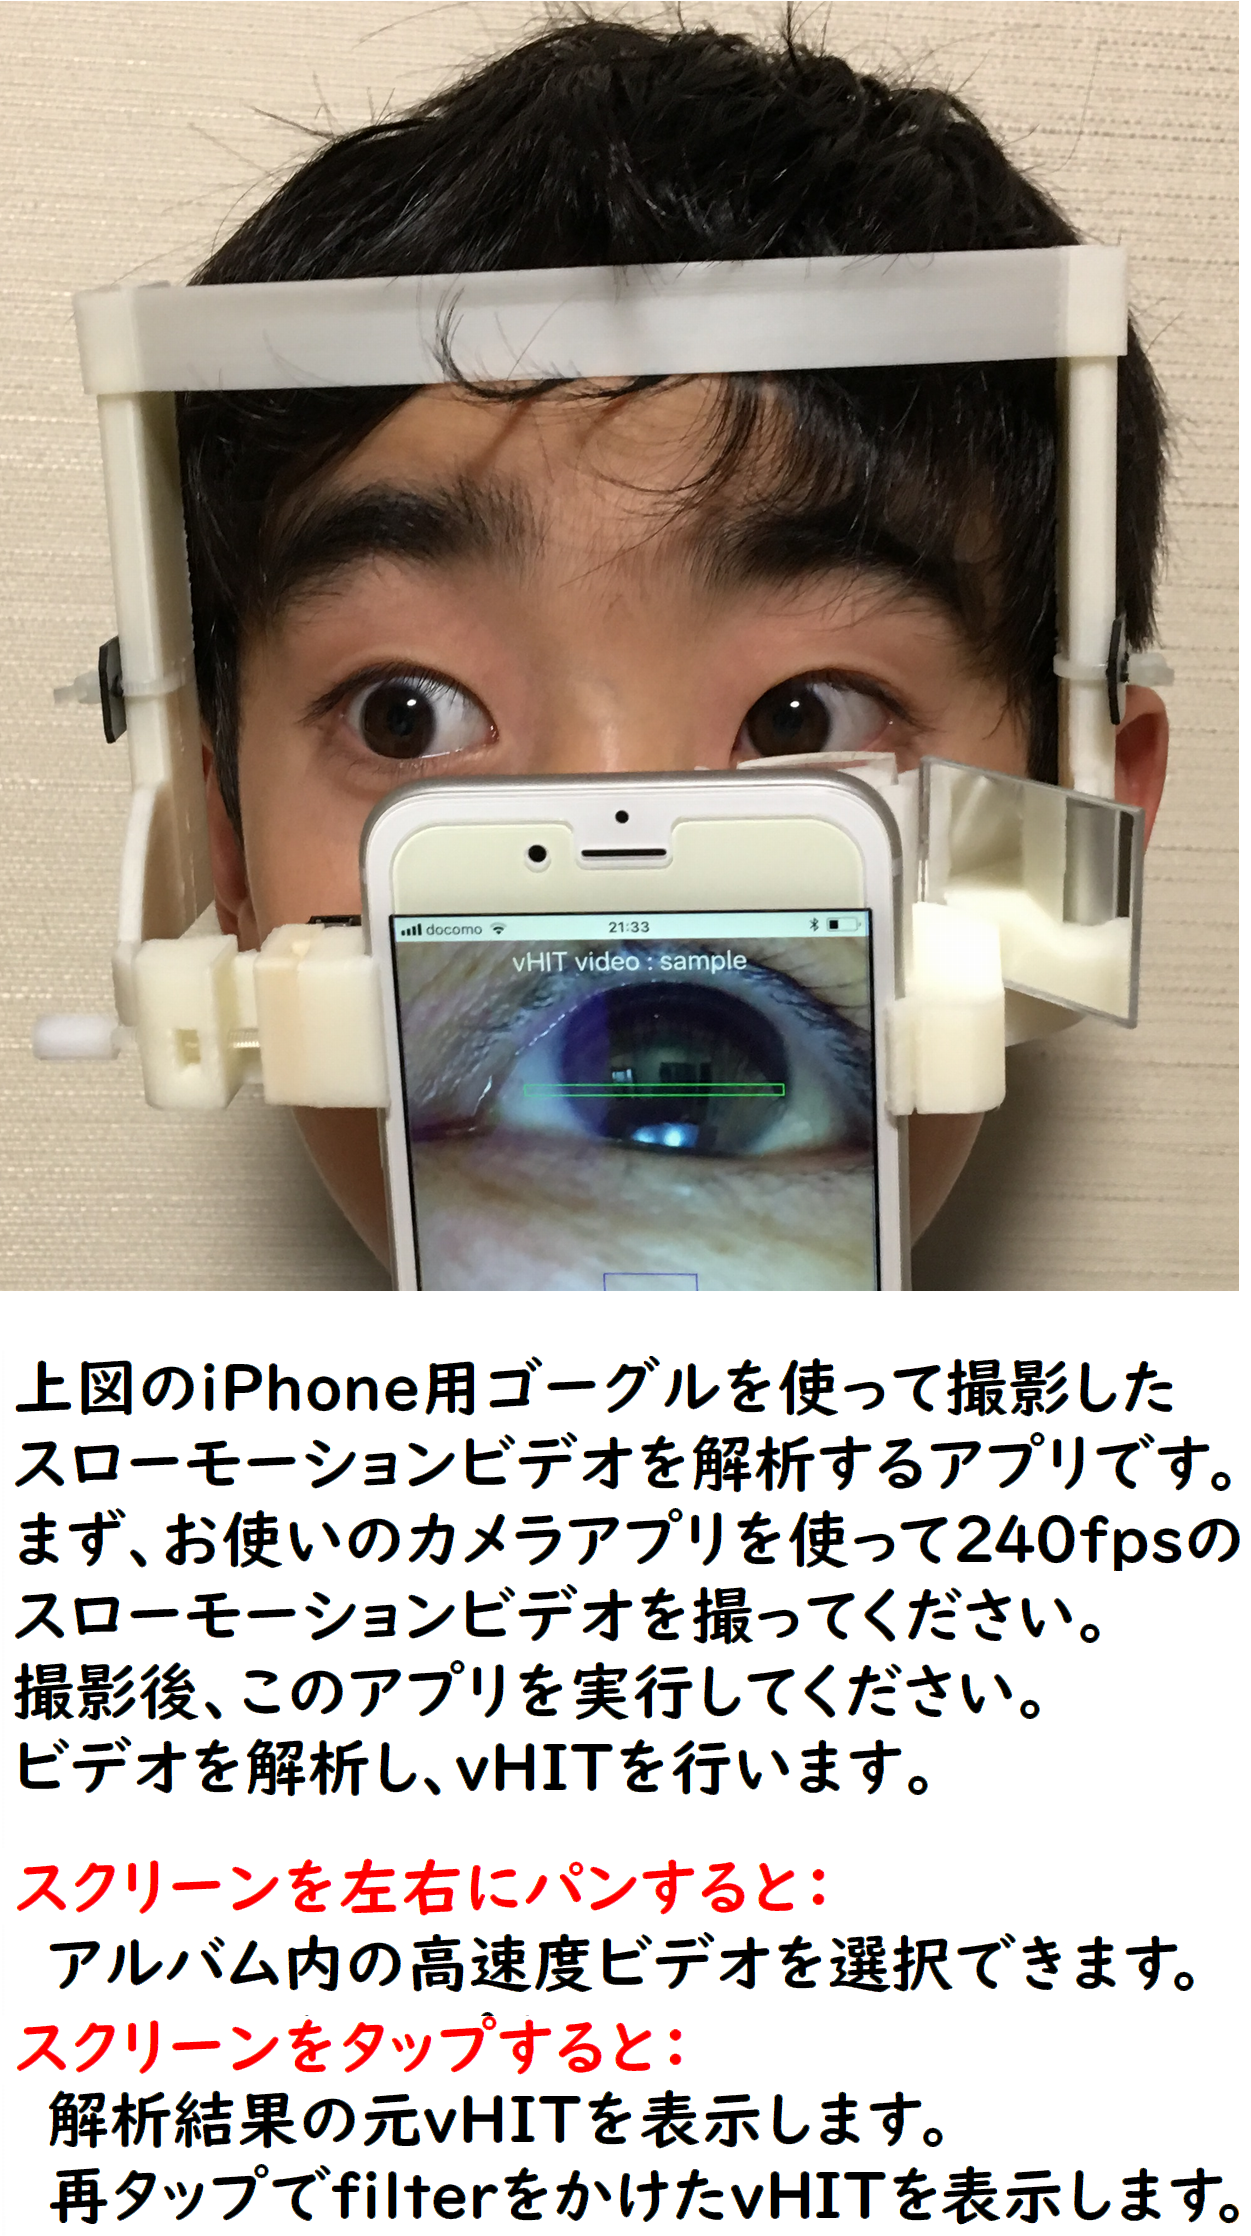 docomo 21:33
vHIT video : sample
上図のiPhone用ゴーグルを使って撮影した
スローモーションビデオを解析するアプリです。
まず、お使いのカメラアプリを使って240fpsの
スローモーションビデオを撮ってください。
撮影後、このアプリを実行してください。
ビデオを解析し、vHITを行います。
スクリーンを左右にパンすると：
アルバム内の高速度ビデオを選択できます。
スクリーンをタップすると：
解析結果の元vHITを表示します。
再タップでfilterをかけたvHITを表示します。